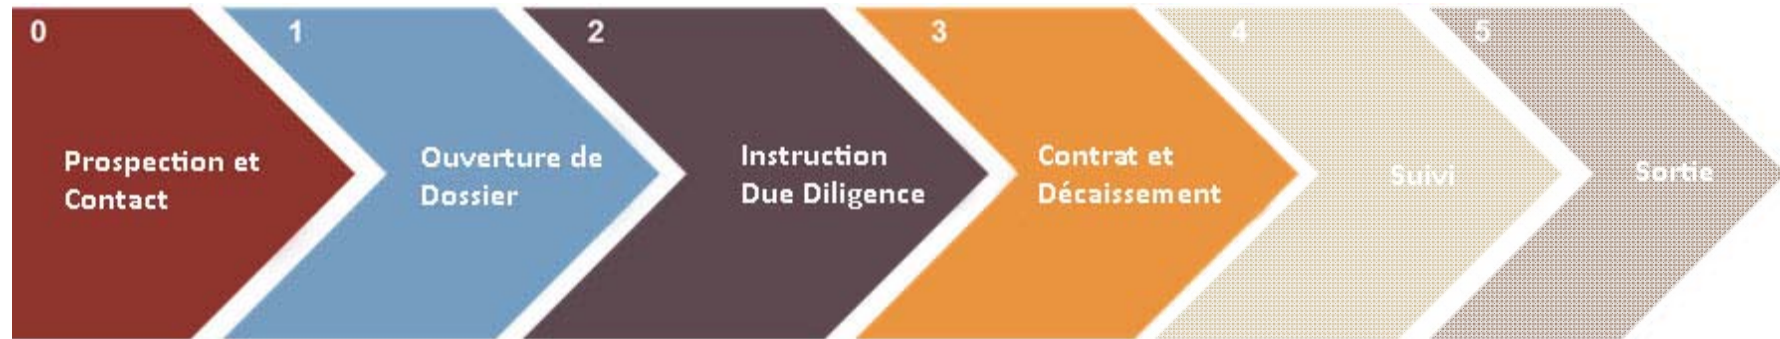 0
Prospection et
Contact
1
Ouverture de
Dossier
2
Instruction
Due Diligence
3
Contrat et
Décaissement
4
Suivi
5
Sortie